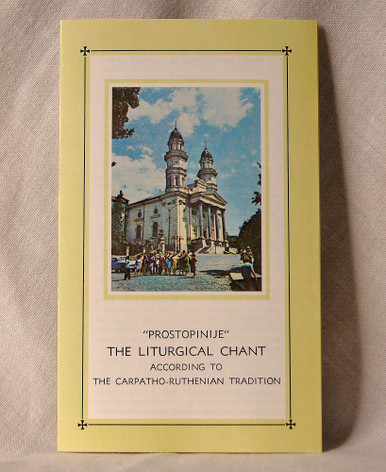 "PROSTOPINIJE"
THE LITURGICAL CHANT
ACCORDING TO
THE CARPATHO-RUTHENIAN TRADITION